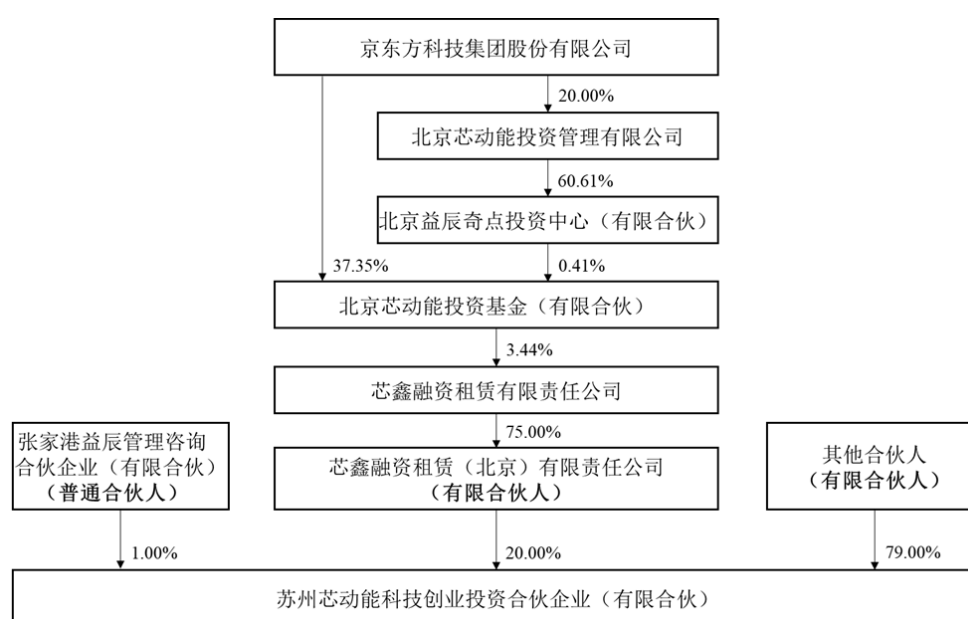 京东方科技集团股份有限公司
20.00%
北京芯动能投资管理有限公司
60.61%
北京益辰奇点投资中心（有限合伙）
37.35%
0.41%
北京芯动能投资基金（有限合伙）
3.44%
芯鑫融资租赁有限责任公司
75.00%
张家港益辰管理咨询
合伙企业（有限合伙）
（普通合伙人）
芯鑫融资租赁（北京）有限责任公司
（有限合伙人）
其他合伙人
（有限合伙人）
1.00%
20.00%
79.00%
苏州芯动能科技创业投资合伙企业（有限合伙）